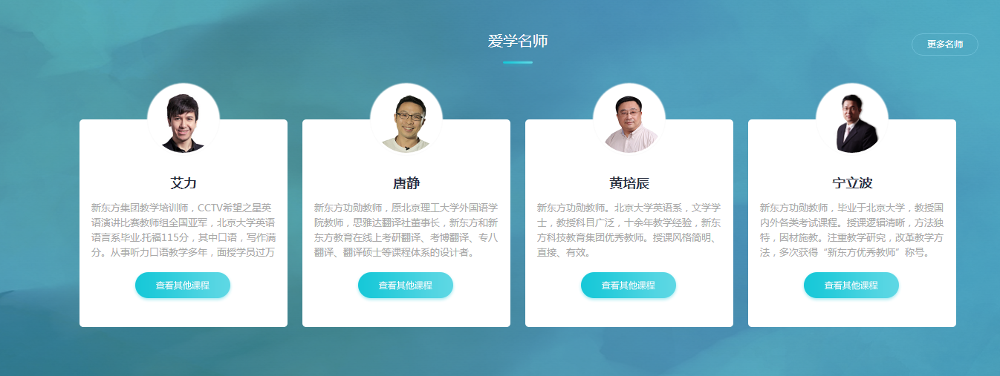 爱学名师
更多名师
艾力
新东方集团教学培训师，CCTV希望之星英
语演讲比赛教师组全国亚军，北京大学英语
语言系毕业,托福115分，其中口语，写作满
分。从事听力口语教学多年，面授学员过万
查看其他课程
唐静
新东方功勋教师，原北京理工大学外国语学
院教师，思雅达翻译社董事长，新东方和新
东方教育在线上考研翻译、考博翻译、专八
翻译、翻译硕士等课程体系的设计者。
查看其他课程
黄培辰
新东方功勋教师。北京大学英语系，文学学
士，教授科目广泛，十余年教学经验，新东
方科技教育集团优秀教师。授课风格简明、
直接、有效。
查看其他课程
宁立波
新东方功勋教师，毕业于北京大学，教授国
内外各类考试课程。授课逻辑清晰，方法独
特，因材施教。注重教学研究，改革教学方
法，多次获得“新东方优秀教师”称号。
查看其他课程